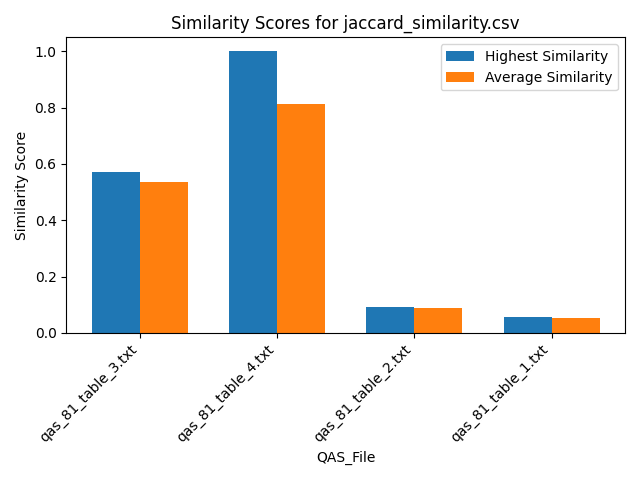 Similarity Scores for jaccard_similarity.csv
Highest Similarity
Average Similarity
Similarity Score
1.0
0.8
0.6
0.4
0.2
0.0
qas_81_table_3.txt
qas_81_table_4.txt
qas_81_table_2.txt
qas_81_table_1.txt
QAS_File